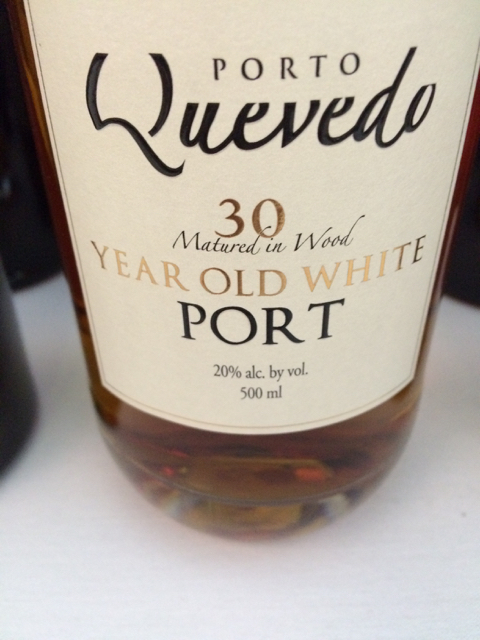 PORTO
Quevedo
30
Matured in Wood
YEAR OLD WHITE
PORT
20% alc. by vol.
500 ml